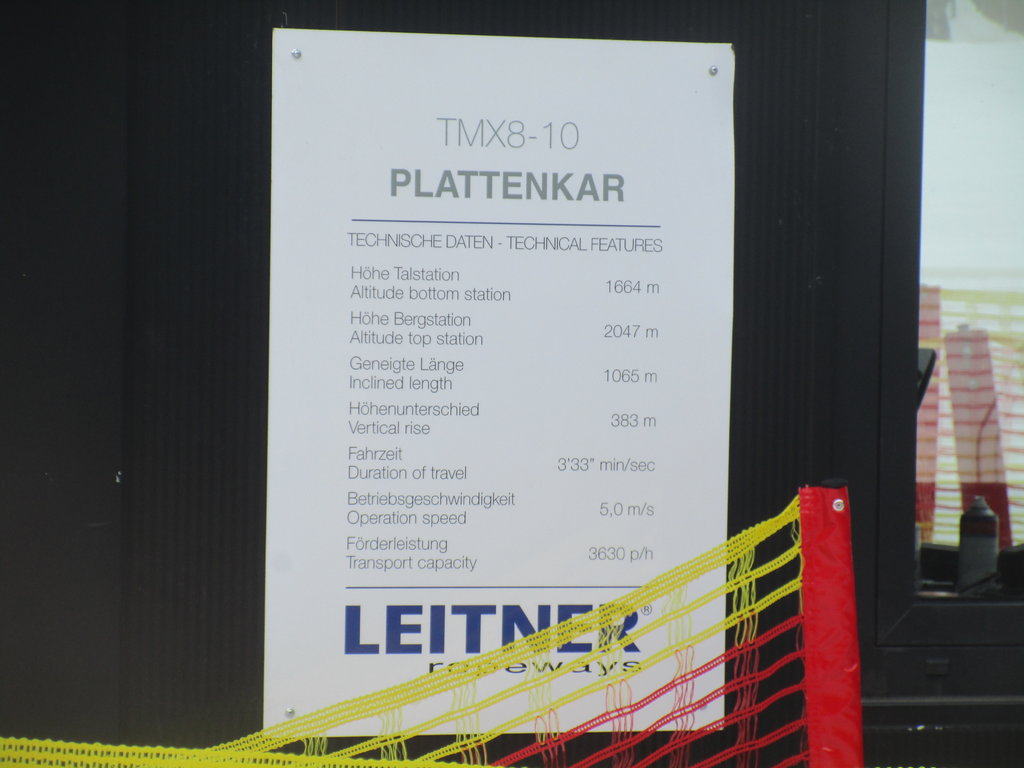 TMX8-10
PLATTENKAR
TECHNISCHE DATEN - TECHNICAL FEATURES
Höhe Talstation
Altitude bottom station 1664 m
Höhe Bergstation
Altitude top station 2047 m
Geneigte Länge
Inclined length 1065 m
Höhenunterschied
Vertical rise 383 m
Fahrzeit
Duration of travel 3'33" min/sec
Betriebsgeschwindigkeit
Operation speed 5,0 m/s
Förderleistung
Transport capacity 3630 p/h
LEITNER®
ropeways